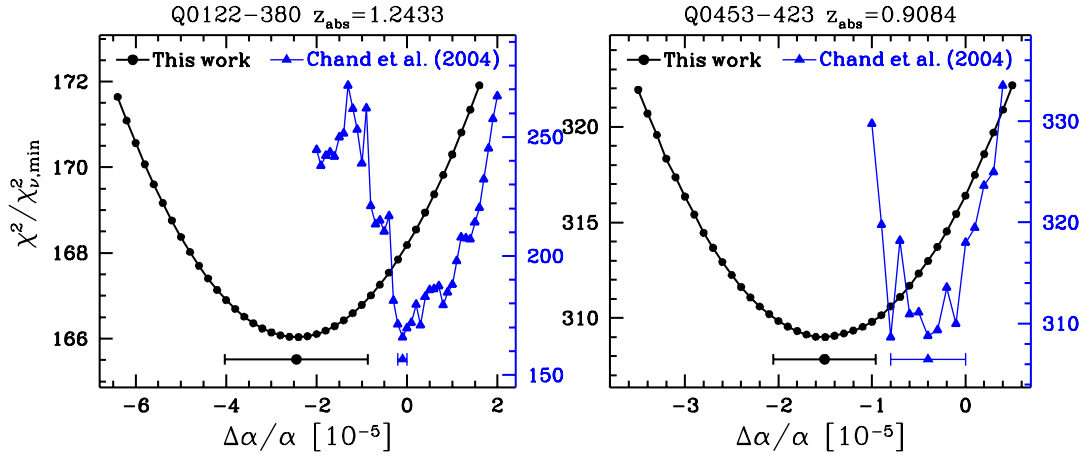 Q0122−380 z_abs=1.2433
This work Chand et al. (2004)
172
170
168
166
250
200
150
χ²/χ²_ν,min
−6 −4 −2 0 2
Δα/α [10⁻⁵]
Q0453−423 z_abs=0.9084
This work Chand et al. (2004)
320
315
310
330
320
310
−3 −2 −1 0
Δα/α [10⁻⁵]